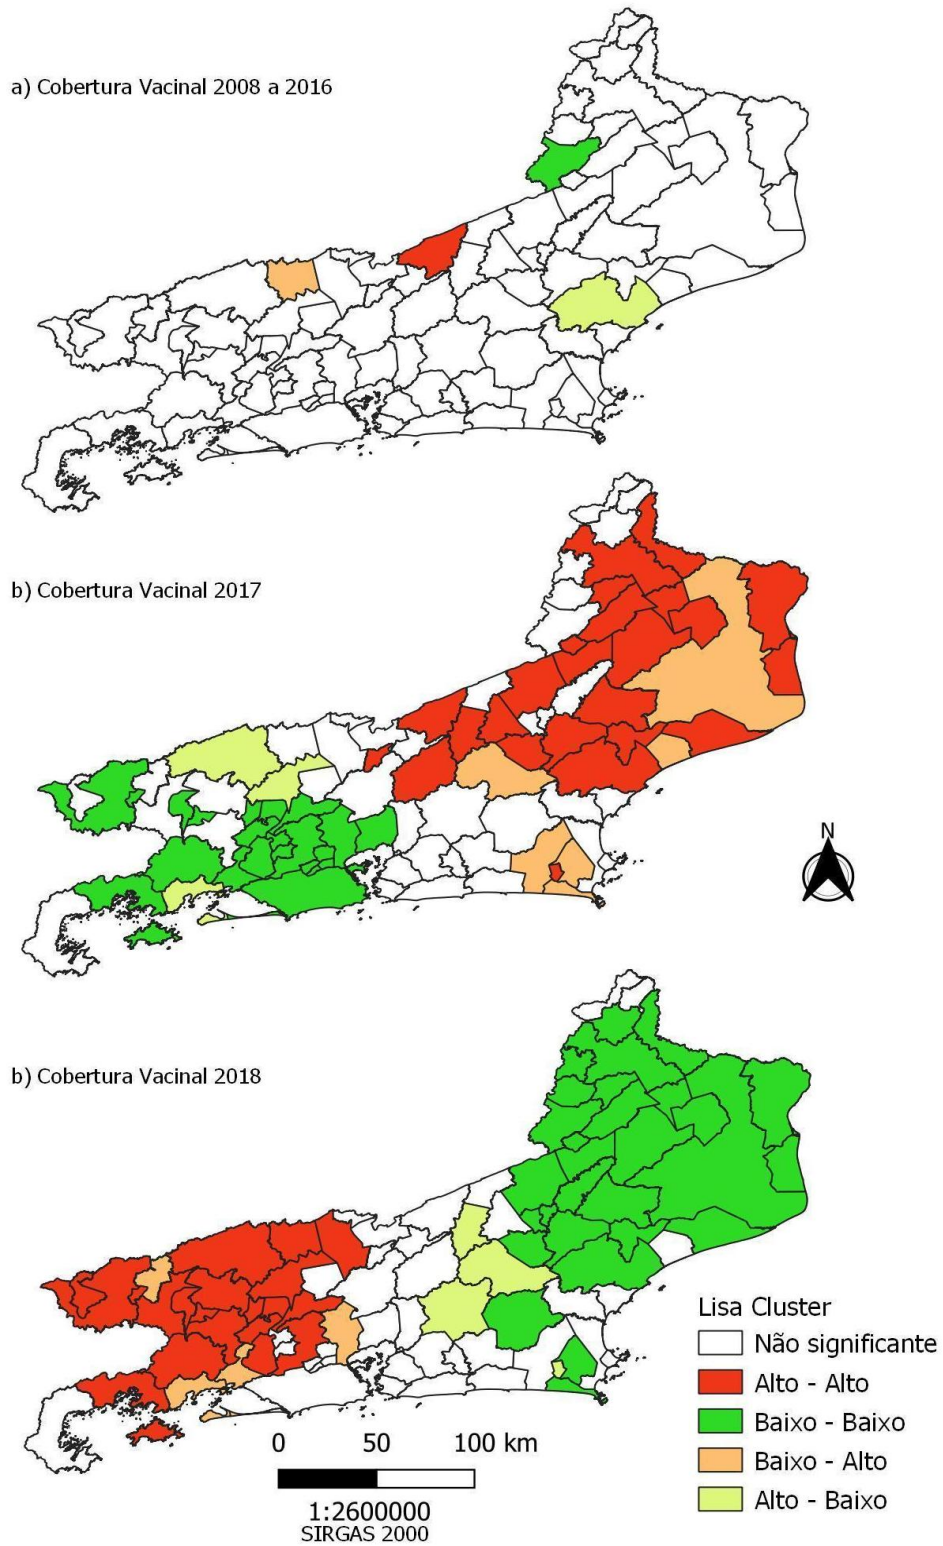 a) Cobertura Vacinal 2008 a 2016
b) Cobertura Vacinal 2017
N
b) Cobertura Vacinal 2018
Lisa Cluster
Não significante
Alto - Alto
Baixo - Baixo
Baixo - Alto
Alto - Baixo
0 50 100 km
1:2600000
SIRGAS 2000